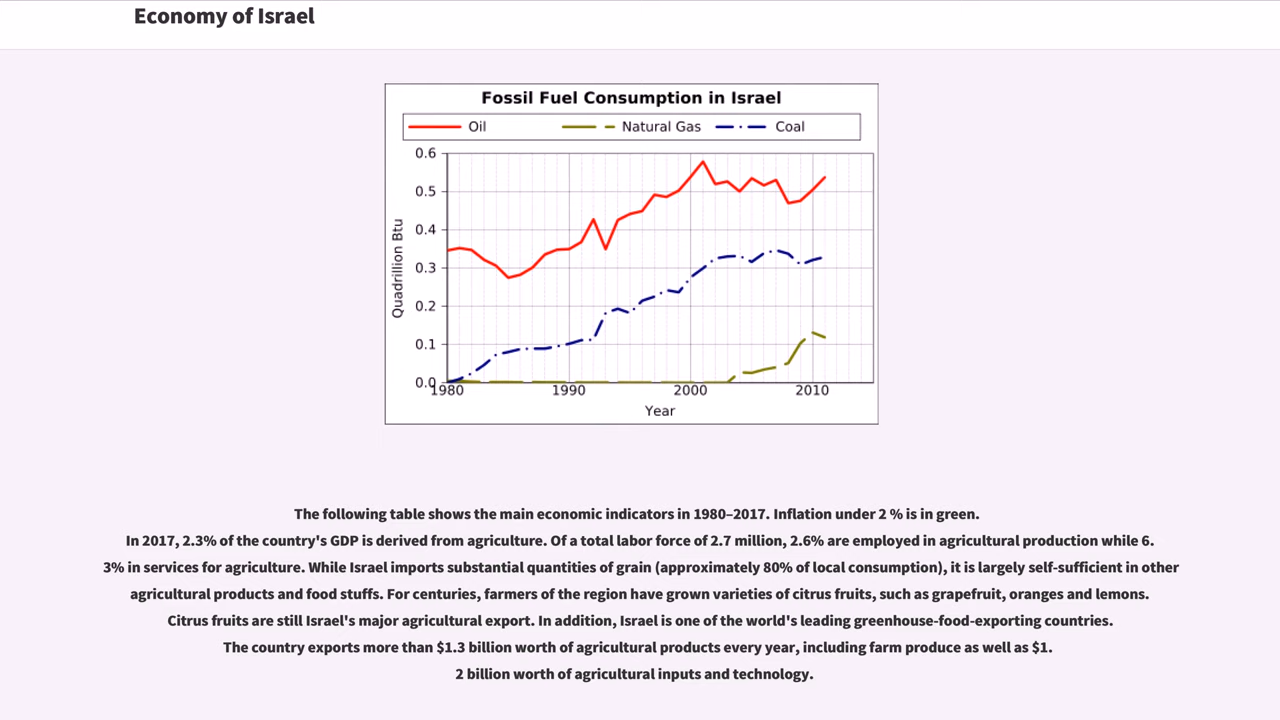 Economy of Israel
Fossil Fuel Consumption in Israel
Oil Natural Gas Coal
0.6
0.5
0.4
0.3
0.2
0.1
0.0
Quadrillion Btu
1980 1990 2000 2010
Year
The following table shows the main economic indicators in 1980–2017. Inflation under 2 % is in green.
In 2017, 2.3% of the country's GDP is derived from agriculture. Of a total labor force of 2.7 million, 2.6% are employed in agricultural production while 6.
3% in services for agriculture. While Israel imports substantial quantities of grain (approximately 80% of local consumption), it is largely self-sufficient in other
agricultural products and food stuffs. For centuries, farmers of the region have grown varieties of citrus fruits, such as grapefruit, oranges and lemons.
Citrus fruits are still Israel's major agricultural export. In addition, Israel is one of the world's leading greenhouse-food-exporting countries.
The country exports more than $1.3 billion worth of agricultural products every year, including farm produce as well as $1.
2 billion worth of agricultural inputs and technology.